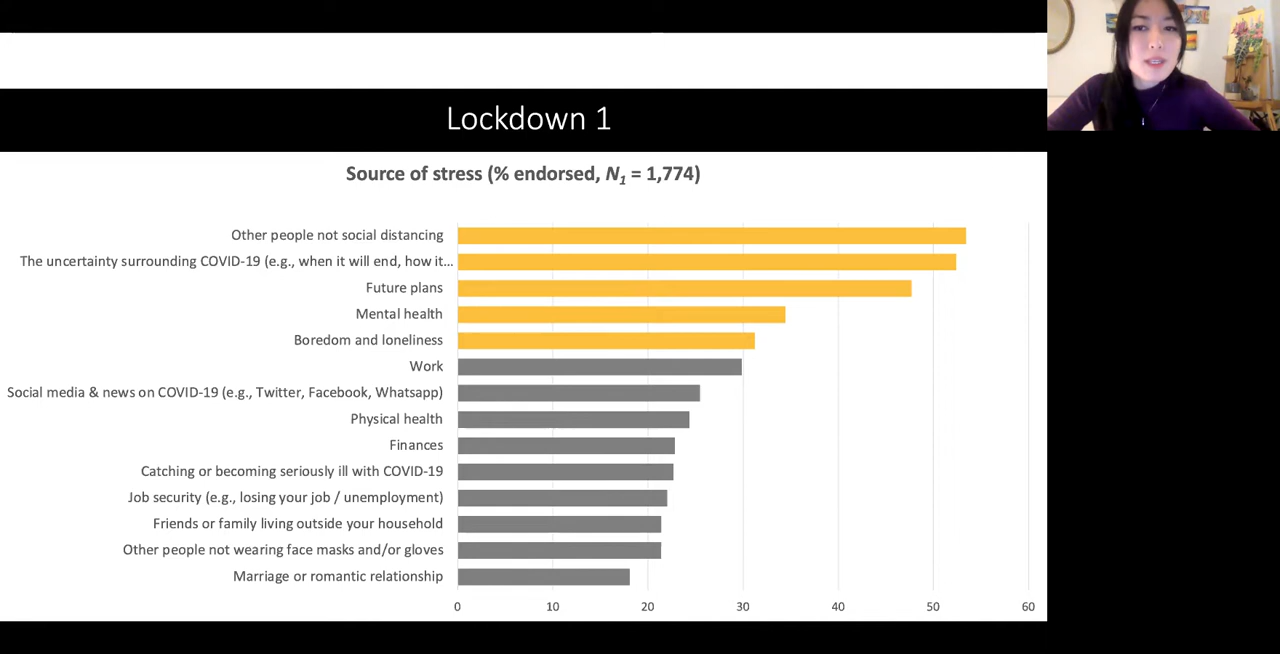 Lockdown 1
Source of stress (% endorsed, N1 = 1,774)
Other people not social distancing
The uncertainty surrounding COVID-19 (e.g., when it will end, how it...
Future plans
Mental health
Boredom and loneliness
Work
Social media & news on COVID-19 (e.g., Twitter, Facebook, Whatsapp)
Physical health
Finances
Catching or becoming seriously ill with COVID-19
Job security (e.g., losing your job / unemployment)
Friends or family living outside your household
Other people not wearing face masks and/or gloves
Marriage or romantic relationship
0 10 20 30 40 50 60